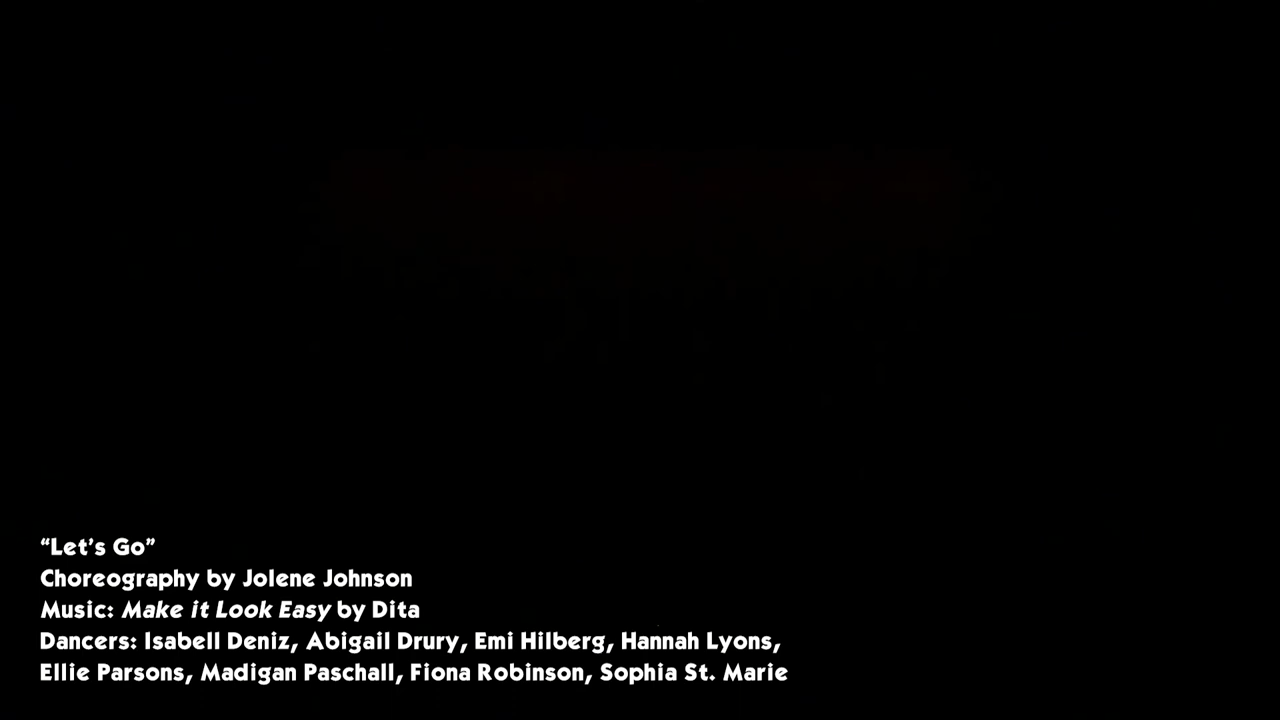 “Let’s Go”
Choreography by Jolene Johnson
Music: Make it Look Easy by Dita
Dancers: Isabell Deniz, Abigail Drury, Emi Hilberg, Hannah Lyons,
Ellie Parsons, Madigan Paschall, Fiona Robinson, Sophia St. Marie